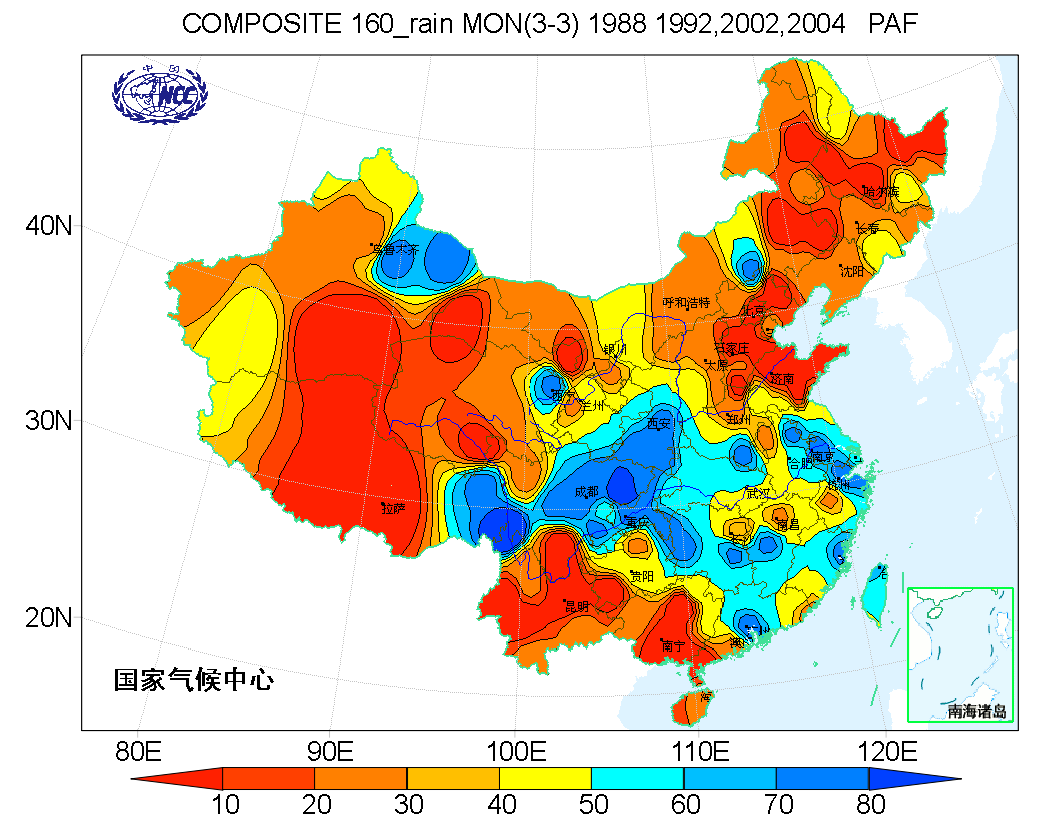 COMPOSITE 160_rain MON(3-3) 1988 1992,2002,2004 PAF
中 国
NCC
40N
30N
20N
哈尔滨
长春
乌鲁木齐
沈阳
呼和浩特
北京
银川
石家庄
太原
济南
西宁
兰州
西安
郑州
合肥
南京
成都
杭州
武汉
拉萨
重庆
南昌
长沙
贵阳
昆明
南宁
国家气候中心
南海诸岛
80E 90E 100E 110E 120E
10 20 30 40 50 60 70 80